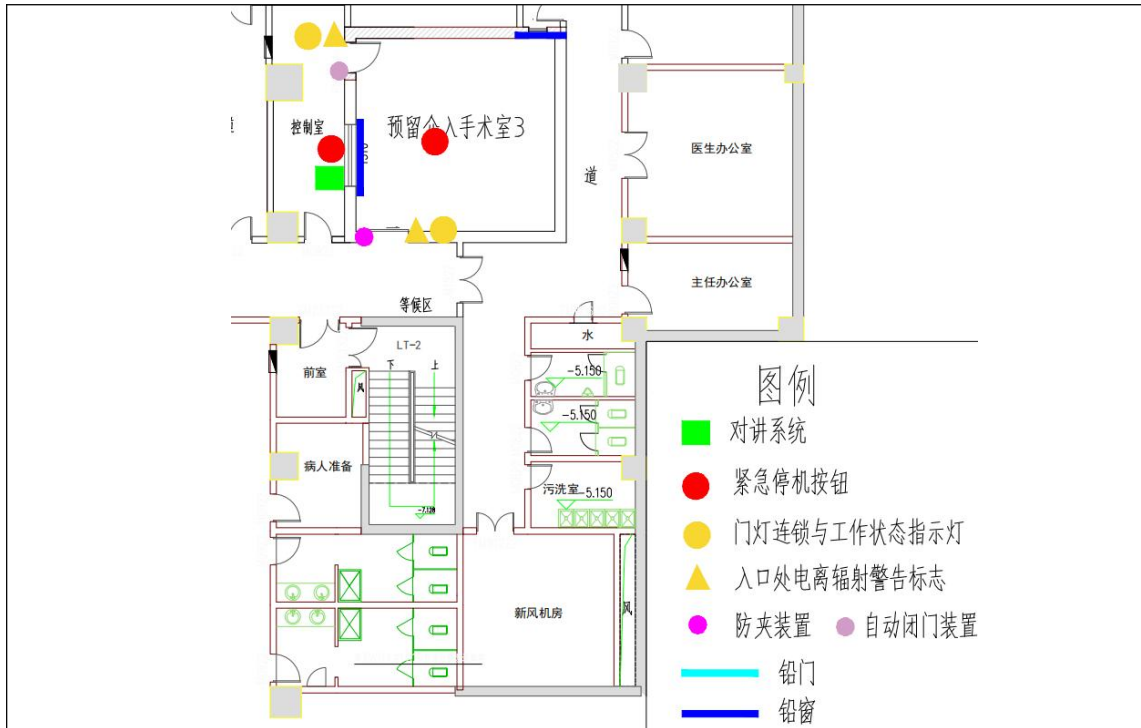 控制室
预留介入手术室3
道
医生办公室
主任办公室
等候区
水
LT-2
下
上
前室
风
-5.150
-5.150
病人准备
污洗室
-5.150
新风机房
风
图例
对讲系统
紧急停机按钮
门灯连锁与工作状态指示灯
入口处电离辐射警告标志
防夹装置
自动闭门装置
铅门
铅窗